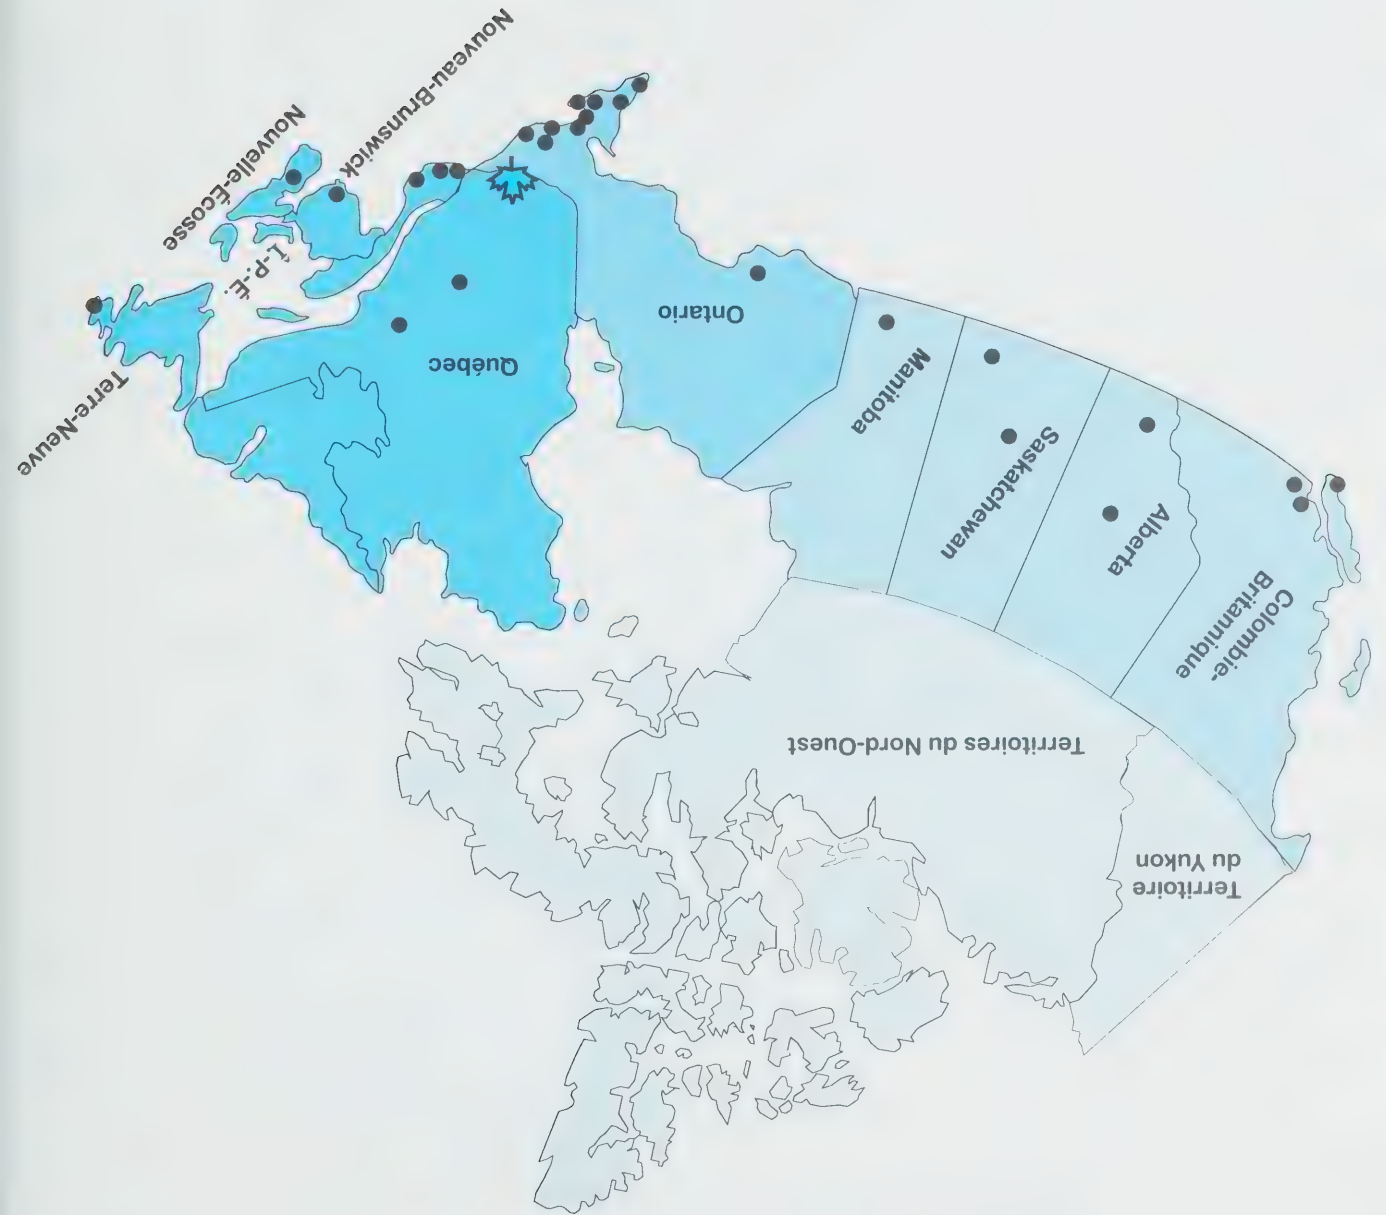 Territoire
du Yukon
Territoires du Nord-Ouest
Colombie-
Britannique
Alberta
Saskatchewan
Manitoba
Ontario
Québec
Terre-Neuve
Î.-P.-É.
Nouvelle-Écosse
Nouveau-Brunswick